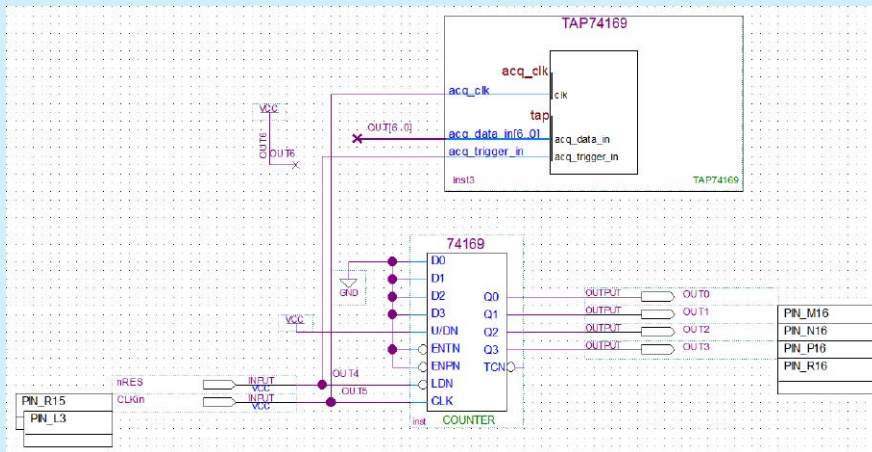 TAP74169
acq_clk
acq_clk
clk
tap
OUT[6..0]
acq_data_in[6..0]
acq_data_in
acq_trigger_in
acq_trigger_in
inst3
TAP74169
VCC
OUT6
OUT6
74169
D0
D1
D2
D3
U/DN
ENTN
ENPN
LDN
CLK
Q0
Q1
Q2
Q3
TCN
inst
COUNTER
GND
VCC
OUTPUT
OUT0
OUTPUT
OUT1
OUTPUT
OUT2
OUTPUT
OUT3
PIN_M16
PIN_N16
PIN_P16
PIN_R16
OUT4
nRES
INPUT
VCC
OUT5
CLKin
INPUT
VCC
PIN_R15
PIN_L3